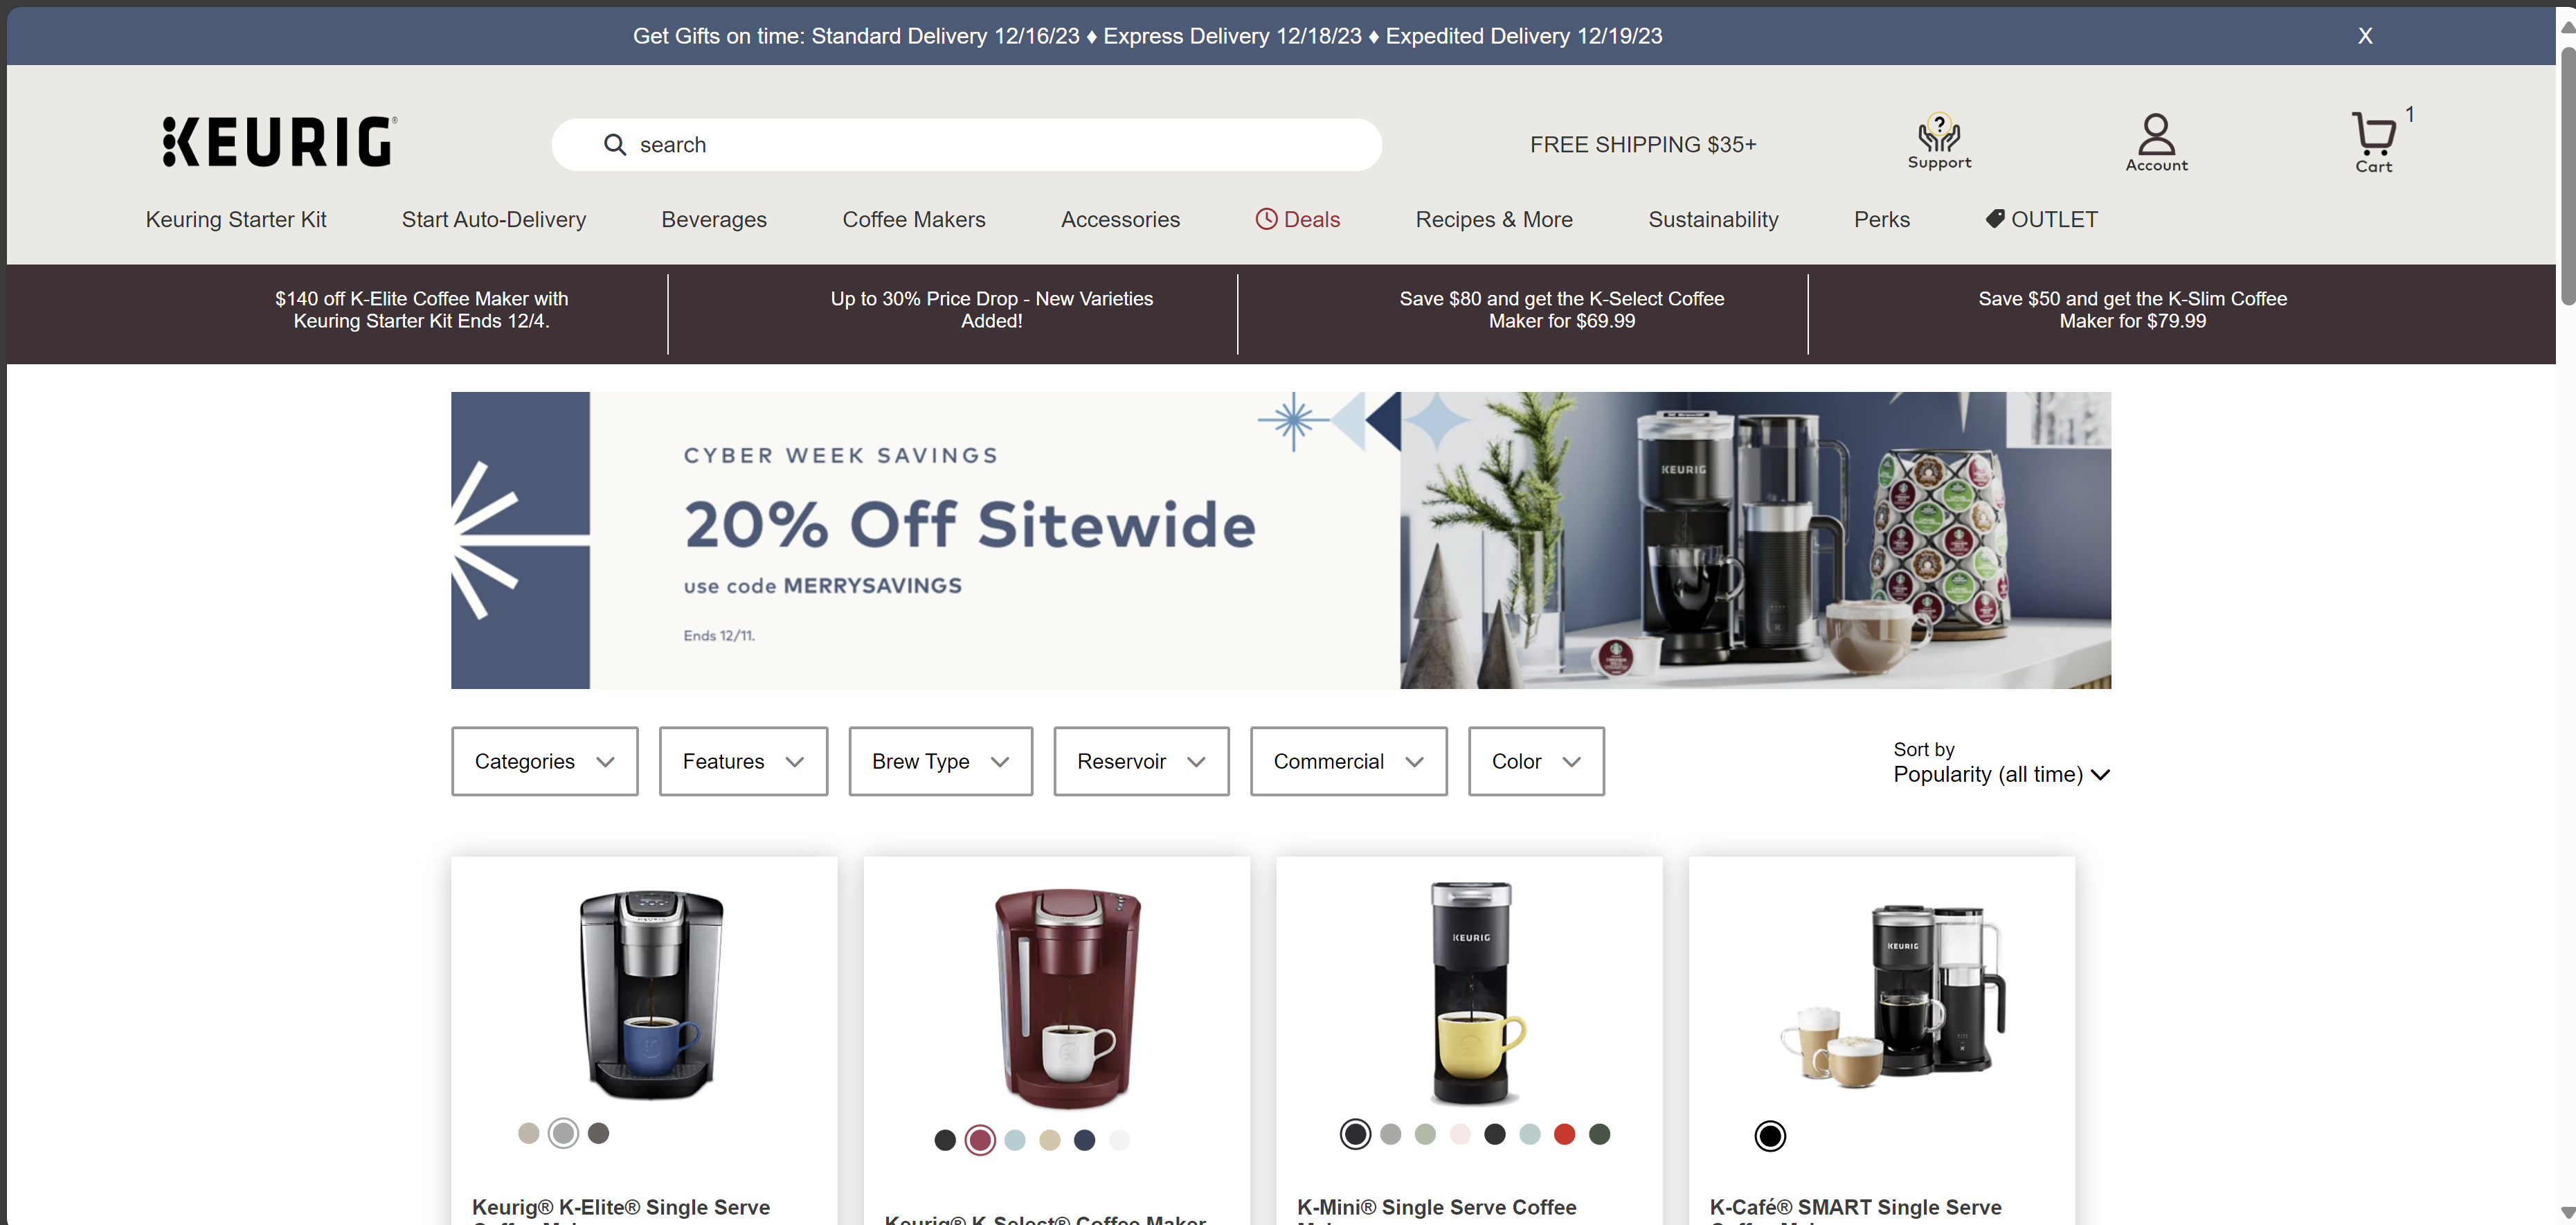 Get Gifts on time: Standard Delivery 12/16/23 ♦ Express Delivery 12/18/23 ♦ Expedited Delivery 12/19/23
X
KEURIG®
search
FREE SHIPPING $35+
?
Support
Account
1
Cart
Keuring Starter Kit
Start Auto-Delivery
Beverages
Coffee Makers
Accessories
Deals
Recipes & More
Sustainability
Perks
OUTLET
$140 off K-Elite Coffee Maker with
Keuring Starter Kit Ends 12/4.
Up to 30% Price Drop - New Varieties
Added!
Save $80 and get the K-Select Coffee
Maker for $69.99
Save $50 and get the K-Slim Coffee
Maker for $79.99
CYBER WEEK SAVINGS
20% Off Sitewide
use code MERRYSAVINGS
Ends 12/11.
KEURIG
Categories
Features
Brew Type
Reservoir
Commercial
Color
Sort by
Popularity (all time)
KEURIG
KEURIG
Keurig® K-Elite® Single Serve
Keurig® K-Select® Coffee Maker
K-Mini® Single Serve Coffee
K-Café® SMART Single Serve